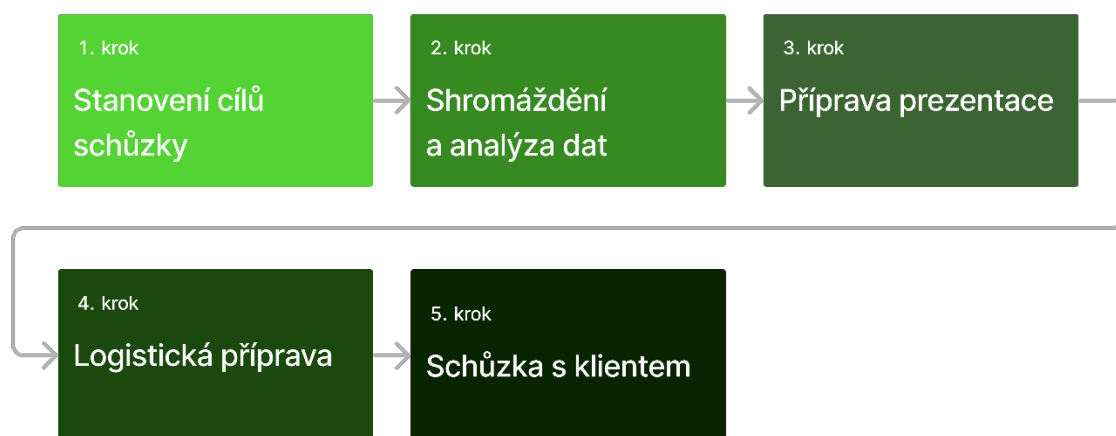 1. krok
Stanovení cílů
schůzky
2. krok
Shromáždění
a analýza dat
3. krok
Příprava prezentace
4. krok
Logistická příprava
5. krok
Schůzka s klientem